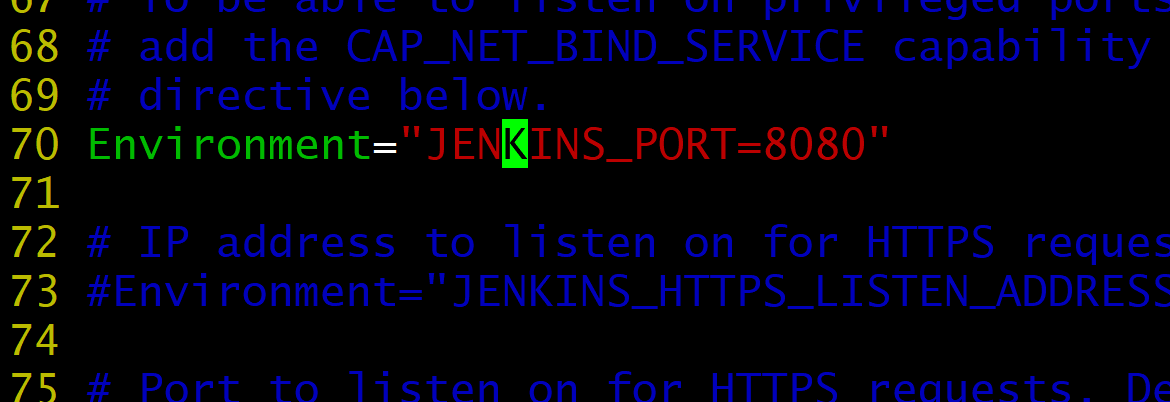 67 # To be able to listen on privileged ports
68 # add the CAP_NET_BIND_SERVICE capability
69 # directive below.
70 Environment="JENKINS_PORT=8080"
71
72 # IP address to listen on for HTTPS reques
73 #Environment="JENKINS_HTTPS_LISTEN_ADDRESS
74
75 # Port to listen on for HTTPS requests. De